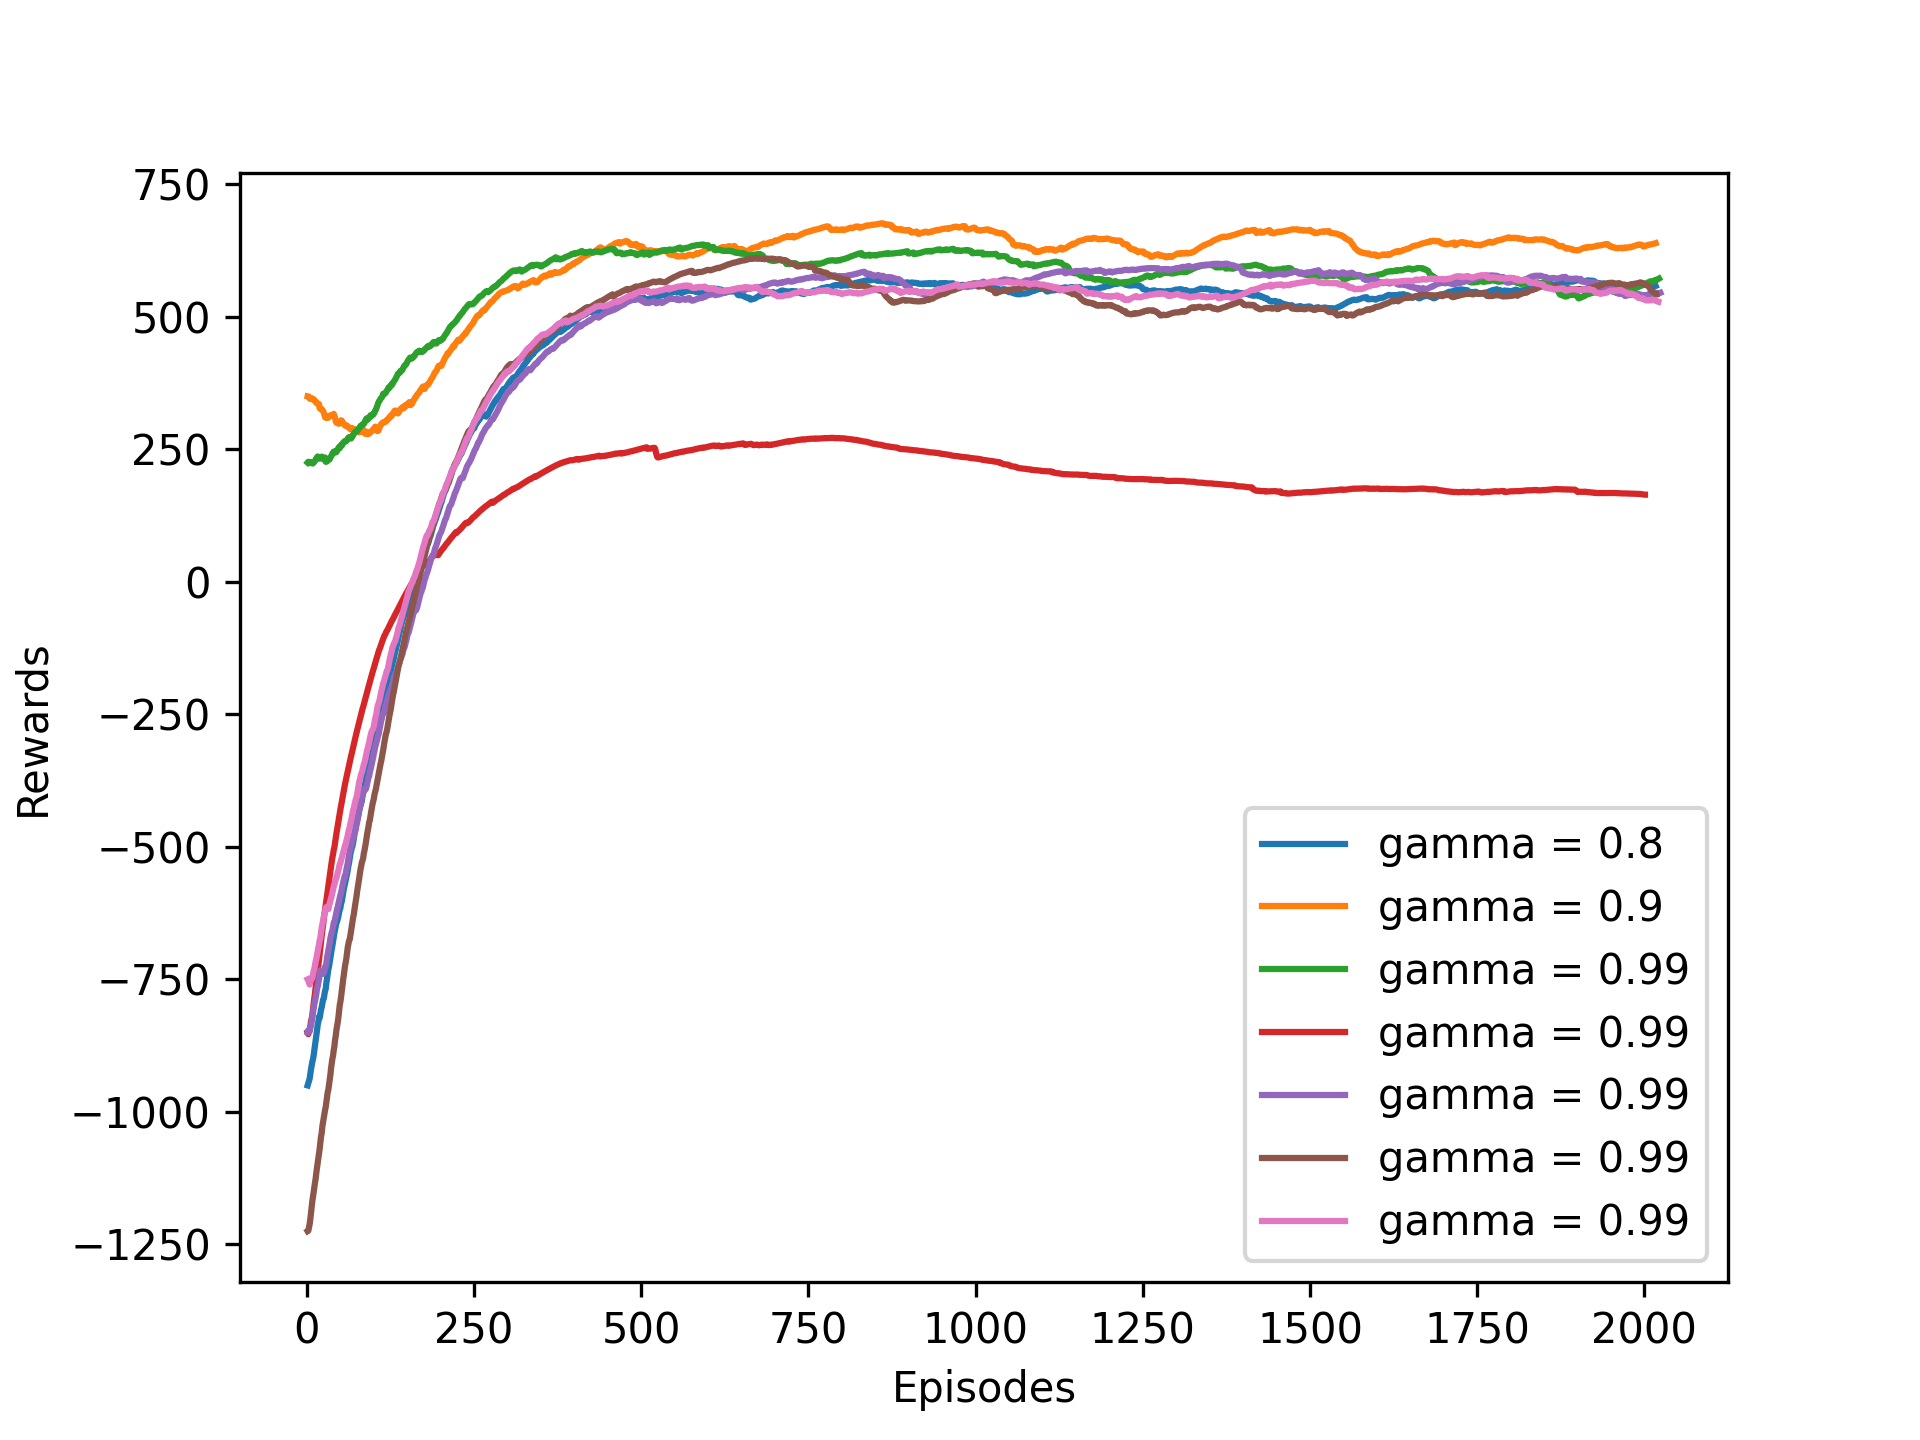 750
500
250
0
−250
−500
−750
−1000
−1250
Rewards
gamma = 0.8
gamma = 0.9
gamma = 0.99
gamma = 0.99
gamma = 0.99
gamma = 0.99
gamma = 0.99
0 250 500 750 1000 1250 1500 1750 2000
Episodes